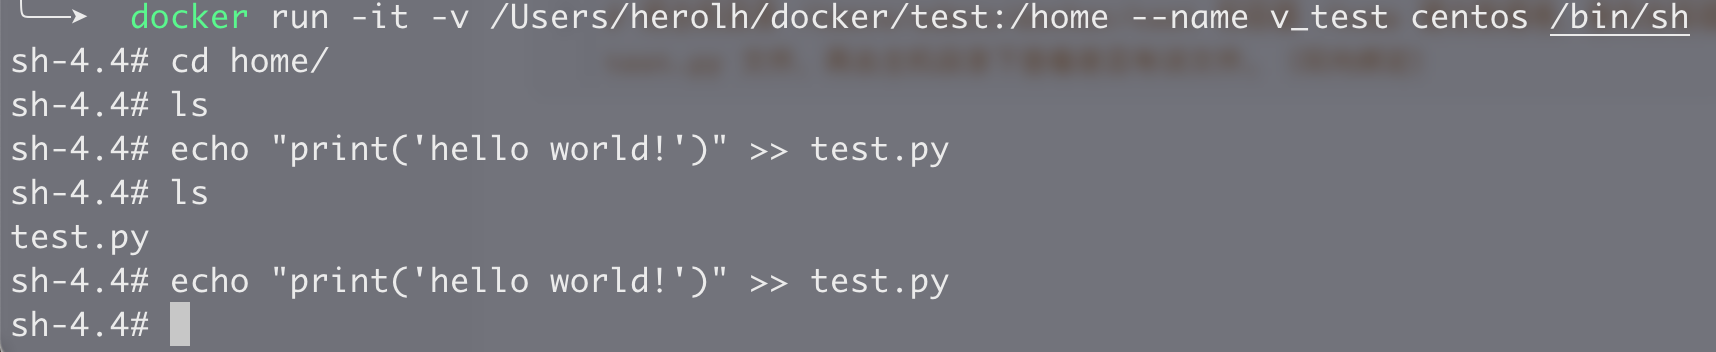 docker run -it -v /Users/herolh/docker/test:/home --name v_test centos /bin/sh
sh-4.4# cd home/
sh-4.4# ls
sh-4.4# echo "print('hello world!')" >> test.py
sh-4.4# ls
test.py
sh-4.4# echo "print('hello world!')" >> test.py
sh-4.4#